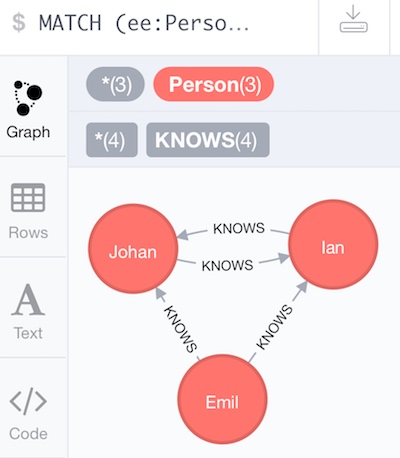 $ MATCH (ee:Perso…
Graph
*(3) Person(3)
*(4) KNOWS(4)
Rows
Text
A
Code
</>
Johan
KNOWS
Ian
KNOWS
KNOWS
KNOWS
Emil